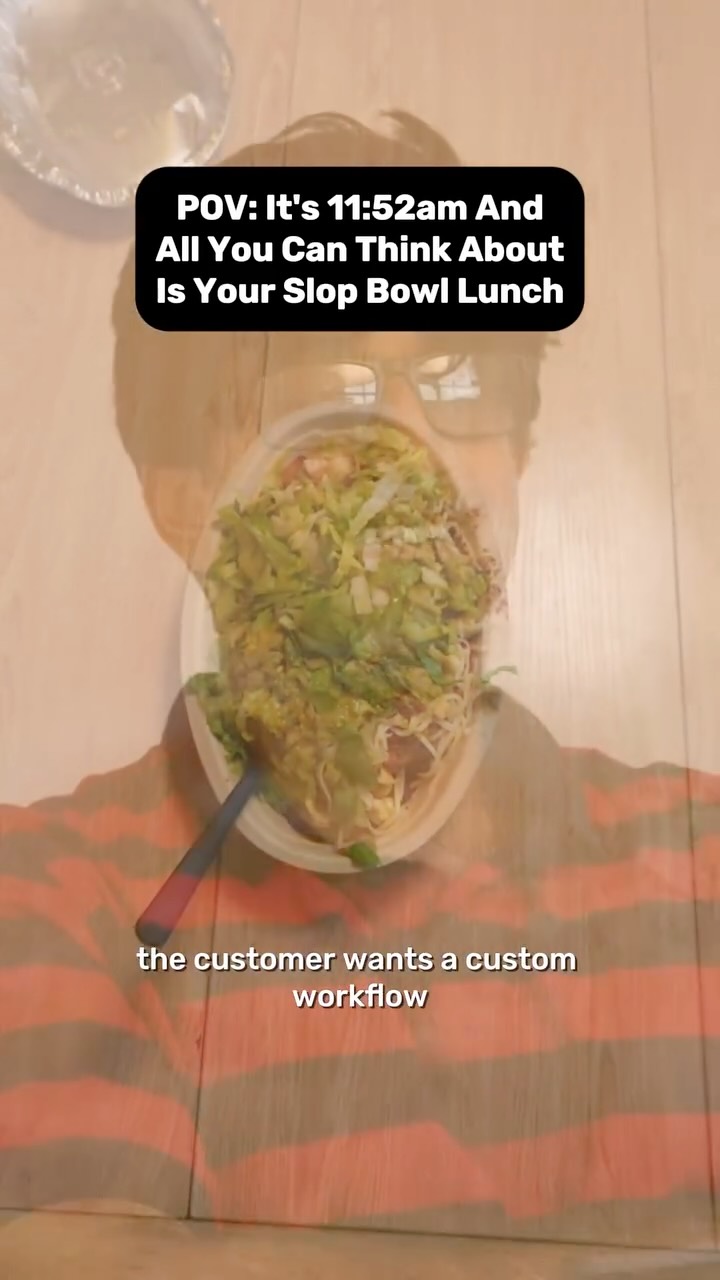 POV: It's 11:52am And
All You Can Think About
Is Your Slop Bowl Lunch
the customer wants a custom
workflow